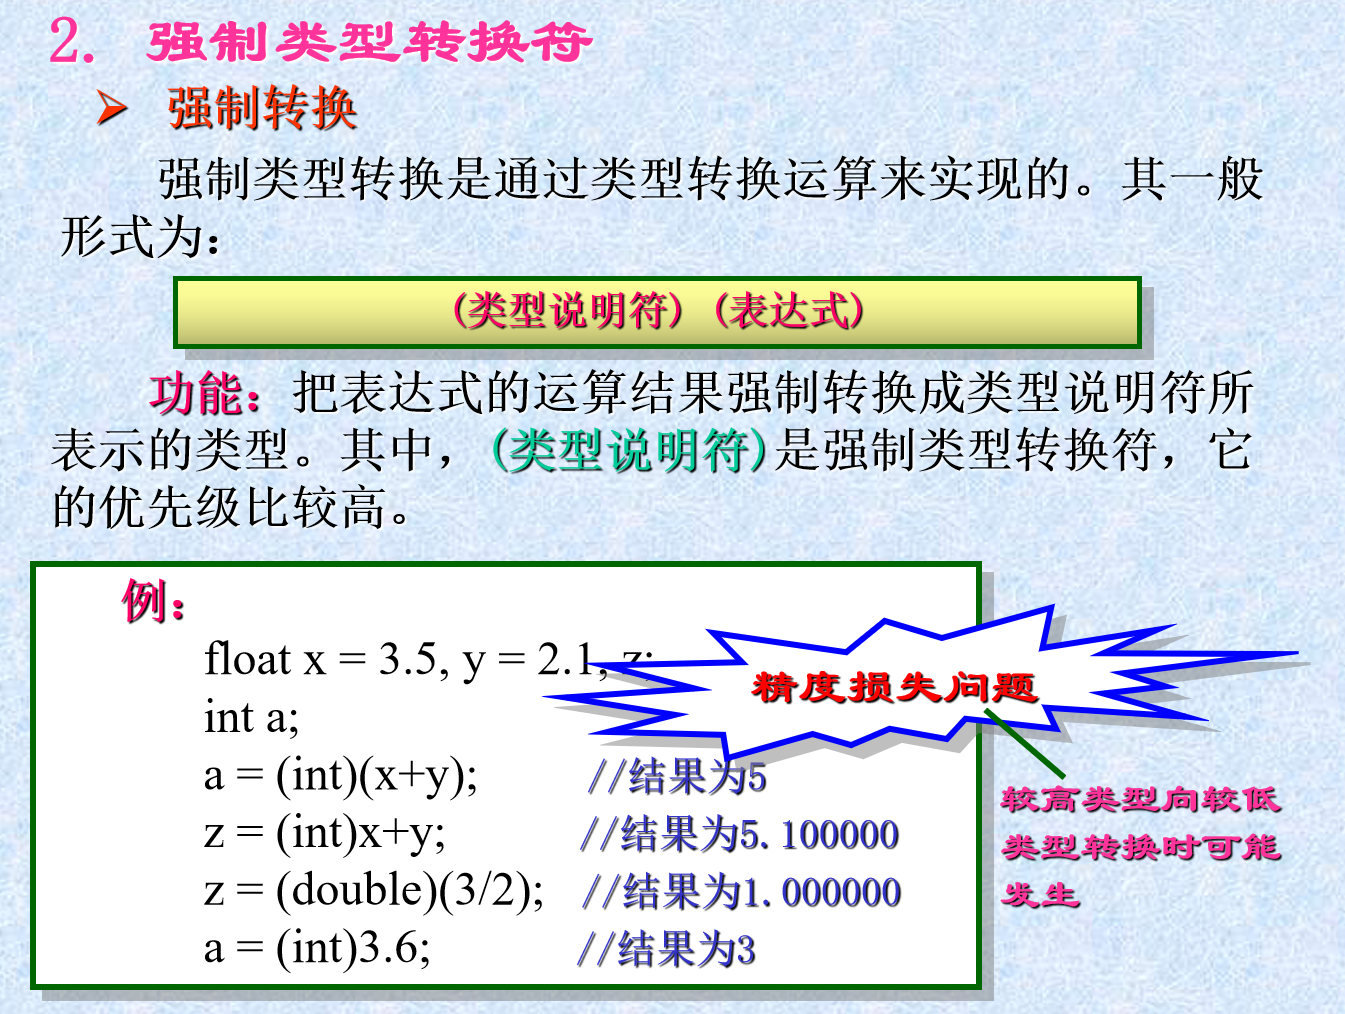 2. 强制类型转换符
➢ 强制转换
强制类型转换是通过类型转换运算来实现的。其一般
形式为:
(类型说明符) (表达式)
功能：把表达式的运算结果强制转换成类型说明符所
表示的类型。其中，(类型说明符)是强制类型转换符，它
的优先级比较高。
例：
float x = 3.5, y = 2.1, z;
int a;
a = (int)(x+y); //结果为5
z = (int)x+y; //结果为5.100000
z = (double)(3/2); //结果为1.000000
a = (int)3.6; //结果为3
精度损失问题
较高类型向较低
类型转换时可能
发生